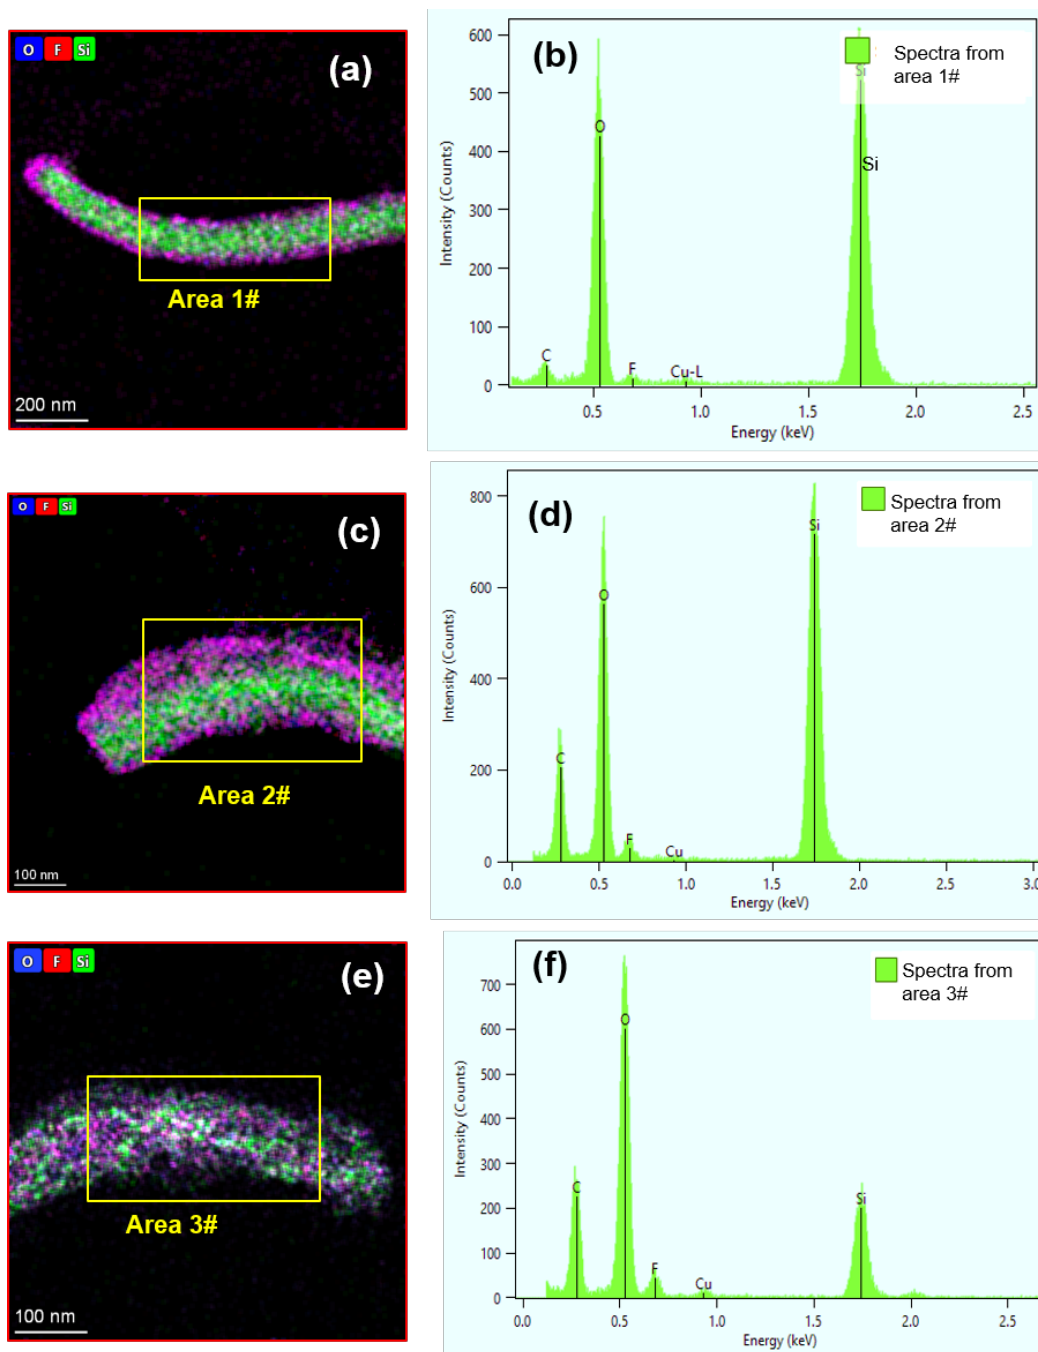 O F Si
(a)
Area 1#
200 nm
(b)
Spectra from
area 1#
Si
O
Si
C
F
Cu-L
Intensity (Counts)
600
500
400
300
200
100
0
0.5 1.0 1.5 2.0 2.5
Energy (keV)
O F Si
(c)
Area 2#
100 nm
(d)
Spectra from
area 2#
Si
O
C
F
Cu
Intensity (Counts)
800
600
400
200
0
0.0 0.5 1.0 1.5 2.0 2.5 3.0
Energy (keV)
O F Si
(e)
Area 3#
100 nm
(f)
Spectra from
area 3#
O
C
Si
F
Cu
Intensity (Counts)
700
600
500
400
300
200
100
0
0.0 0.5 1.0 1.5 2.0 2.5
Energy (keV)